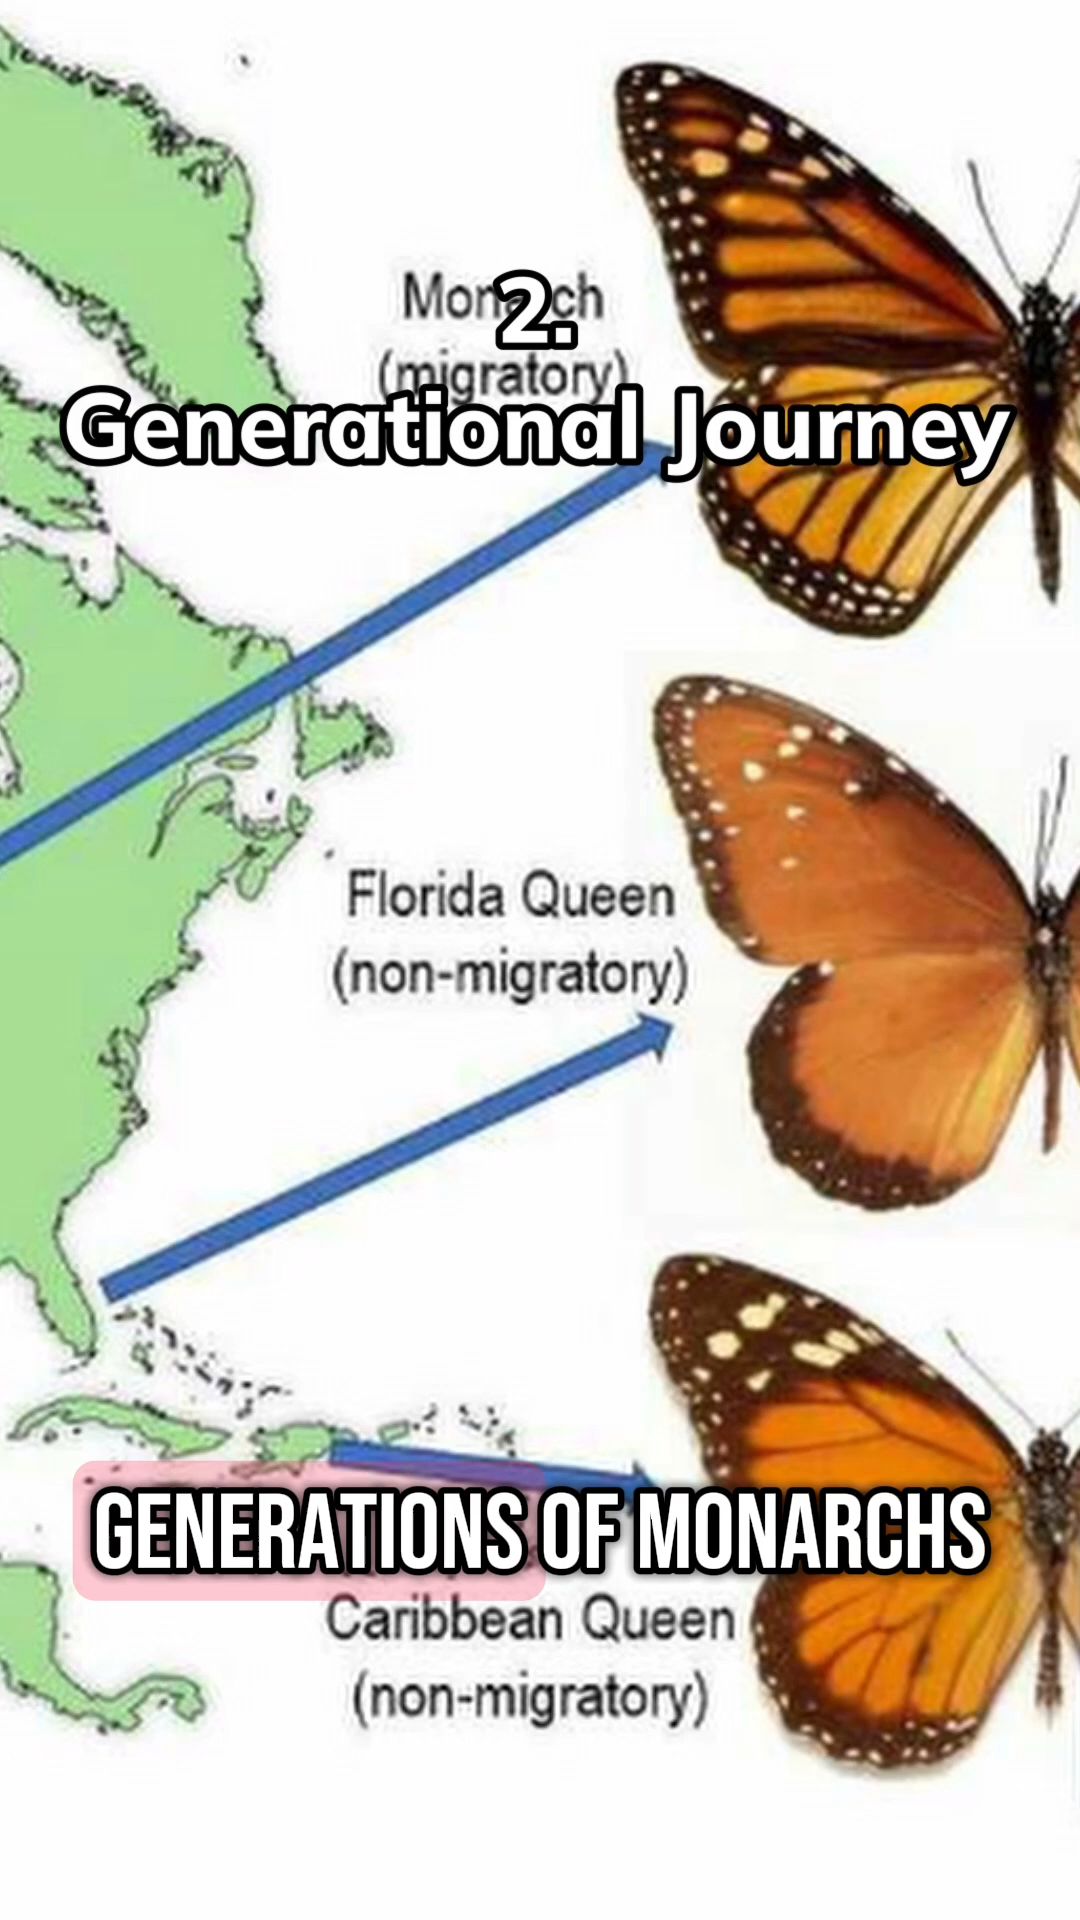 Monarch
2.
(migratory)
Generational Journey
Florida Queen
(non-migratory)
GENERATIONS OF MONARCHS
Caribbean Queen
(non-migratory)